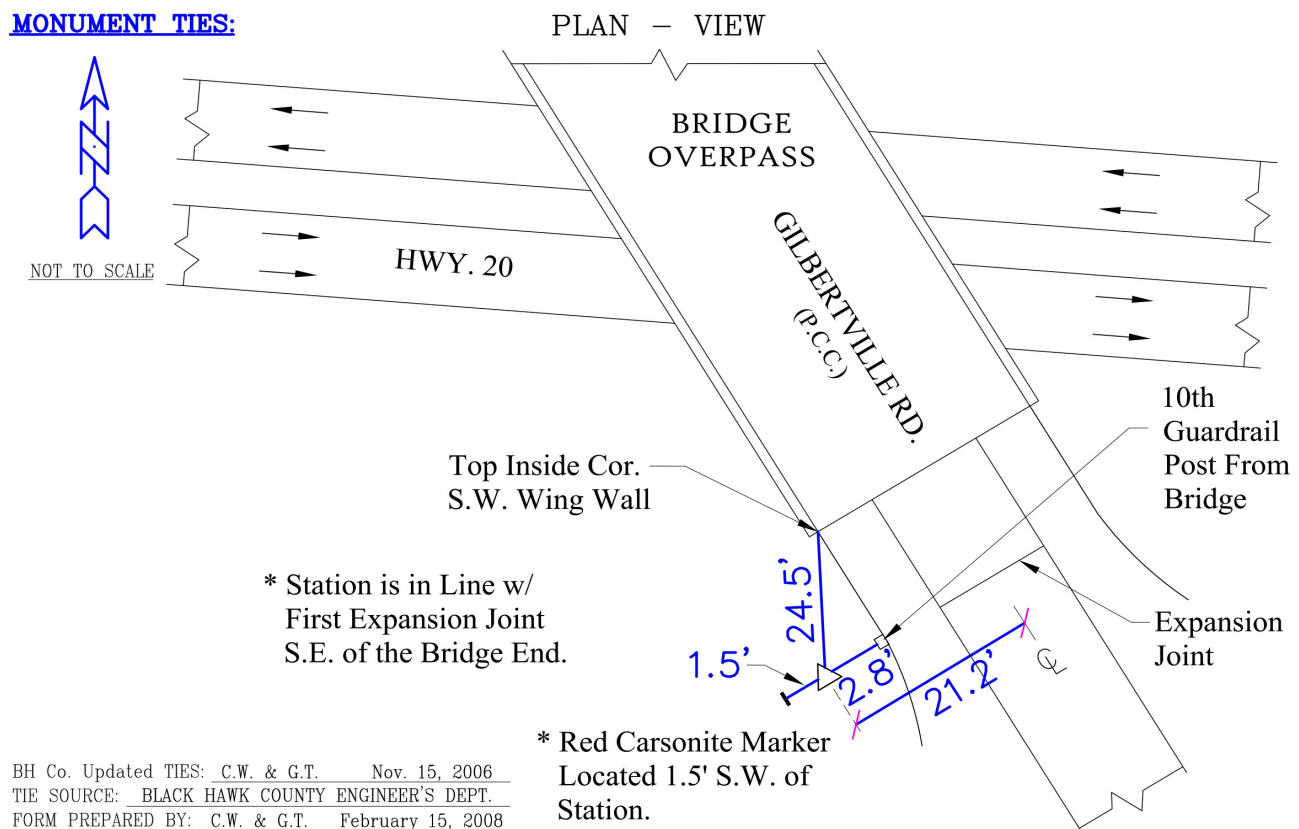 MONUMENT TIES:
PLAN - VIEW
NOT TO SCALE
BRIDGE
OVERPASS
HWY. 20
GILBERTVILLE RD.
(P.C.C.)
10th
Guardrail
Post From
Bridge
Top Inside Cor.
S.W. Wing Wall
* Station is in Line w/
First Expansion Joint
S.E. of the Bridge End.
24.5'
1.5'
2.8'
21.2'
℄
Expansion
Joint
* Red Carsonite Marker
Located 1.5' S.W. of
Station.
BH Co. Updated TIES: C.W. & G.T. Nov. 15, 2006
TIE SOURCE: BLACK HAWK COUNTY ENGINEER'S DEPT.
FORM PREPARED BY: C.W. & G.T. February 15, 2008